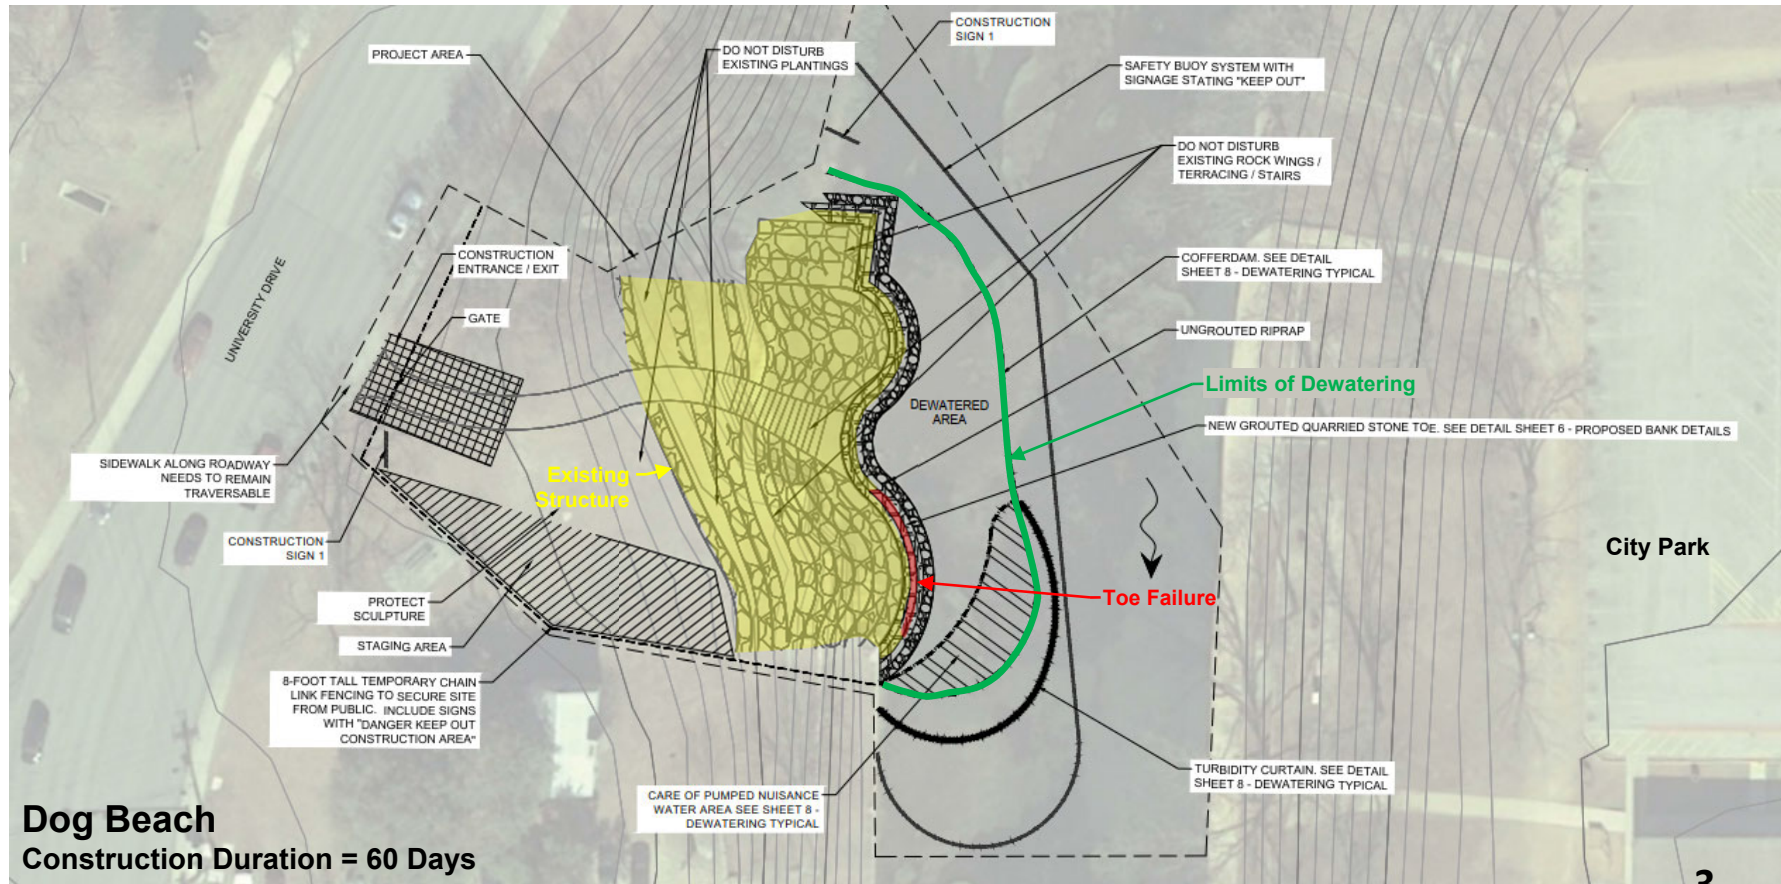 CONSTRUCTION
SIGN 1
PROJECT AREA
DO NOT DISTURB
EXISTING PLANTINGS
SAFETY BUOY SYSTEM WITH
SIGNAGE STATING "KEEP OUT"
DO NOT DISTURB
EXISTING ROCK WINGS /
TERRACING / STAIRS
UNIVERSITY DRIVE
CONSTRUCTION
ENTRANCE / EXIT
COFFERDAM. SEE DETAIL
SHEET 8 - DEWATERING TYPICAL
GATE
UNGROUTED RIPRAP
Limits of Dewatering
DEWATERED
AREA
NEW GROUTED QUARRIED STONE TOE. SEE DETAIL SHEET 6 - PROPOSED BANK DETAILS
SIDEWALK ALONG ROADWAY
NEEDS TO REMAIN
TRAVERSABLE
Existing
Structure
CONSTRUCTION
SIGN 1
City Park
PROTECT
SCULPTURE
Toe Failure
STAGING AREA
8-FOOT TALL TEMPORARY CHAIN
LINK FENCING TO SECURE SITE
FROM PUBLIC. INCLUDE SIGNS
WITH "DANGER KEEP OUT
CONSTRUCTION AREA"
TURBIDITY CURTAIN. SEE DETAIL
SHEET 8 - DEWATERING TYPICAL
CARE OF PUMPED NUISANCE
WATER AREA SEE SHEET 8 -
DEWATERING TYPICAL
Dog Beach
Construction Duration = 60 Days
3